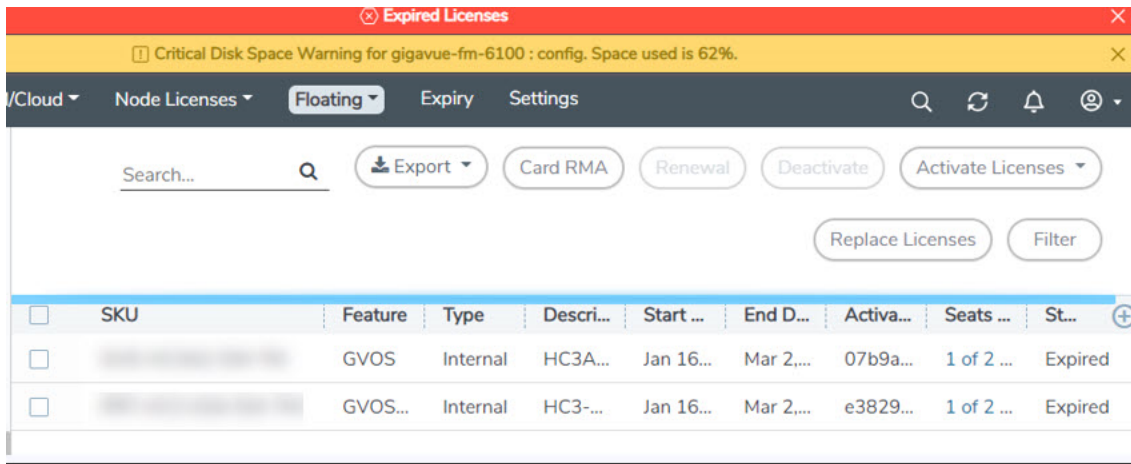 Expired Licenses
Critical Disk Space Warning for gigavue-fm-6100 : config. Space used is 62%.
/Cloud Node Licenses Floating Expiry Settings
Search... Export Card RMA Renewal Deactivate Activate Licenses
Replace Licenses Filter
SKU Feature Type Descri... Start ... End D... Activa... Seats ... St...
GVOS Internal HC3A... Jan 16... Mar 2,... 07b9a... 1 of 2 ... Expired
GVOS... Internal HC3-... Jan 16... Mar 2,... e3829... 1 of 2 ... Expired